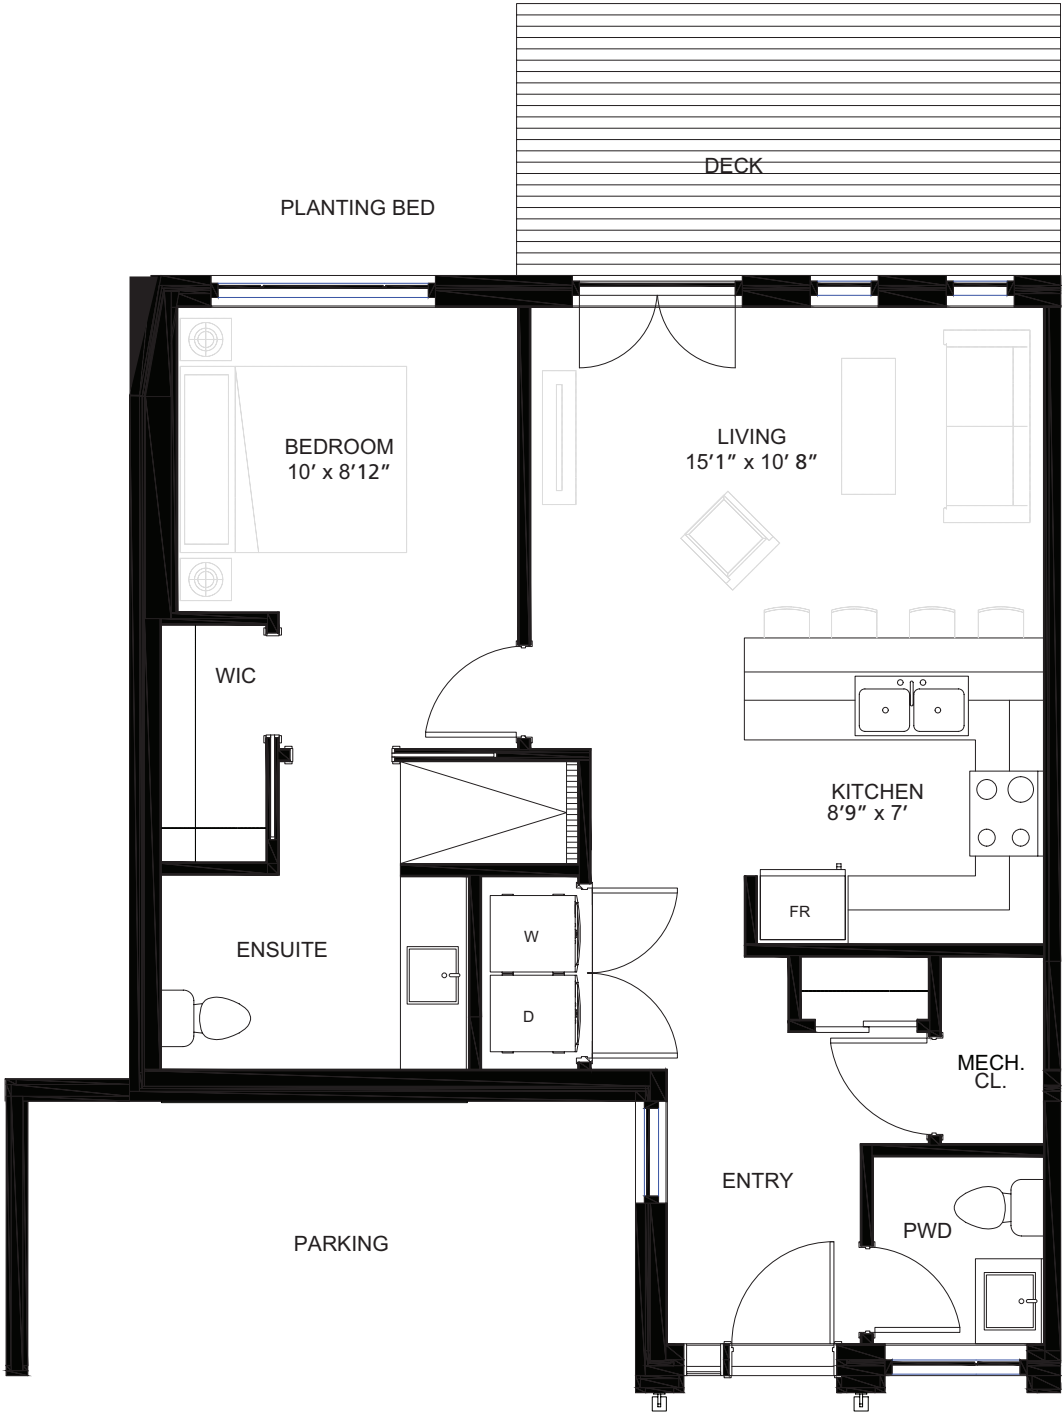 DECK
PLANTING BED
BEDROOM
10' x 8'12"
LIVING
15'1" x 10' 8"
WIC
KITCHEN
8'9" x 7'
FR
W
ENSUITE
D
MECH.
CL.
ENTRY
PWD
PARKING